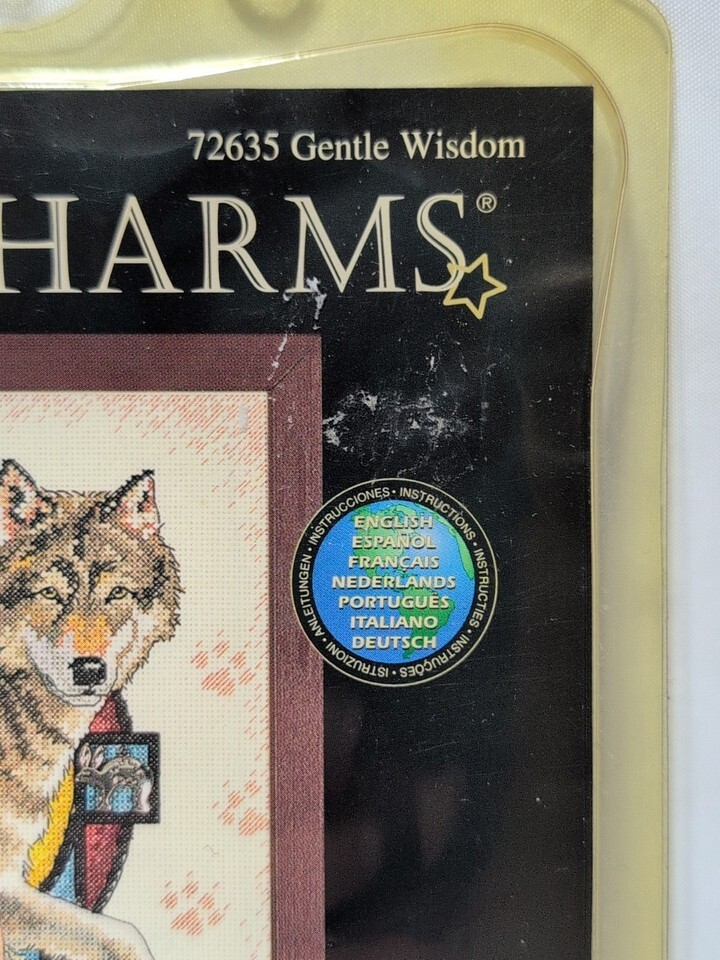 72635 Gentle Wisdom
HARMS®
INSTRUCCIONES • INSTRUCTIONS • INSTRUCTIES • INSTRUÇÕES • ISTRUZIONI • ANLEITUNGEN •
ENGLISH
ESPAÑOL
FRANÇAIS
NEDERLANDS
PORTUGUÊS
ITALIANO
DEUTSCH